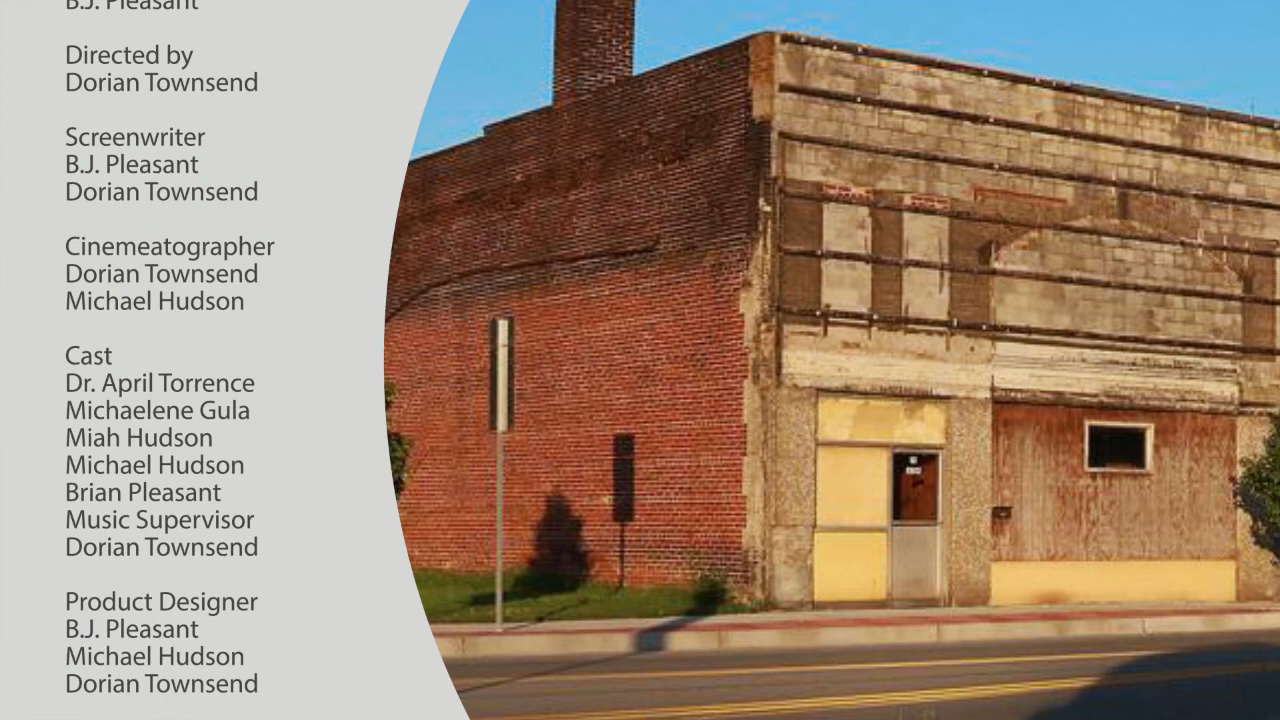 B.J. Pleasant
Directed by
Dorian Townsend
Screenwriter
B.J. Pleasant
Dorian Townsend
Cinemeatographer
Dorian Townsend
Michael Hudson
Cast
Dr. April Torrence
Michaelene Gula
Miah Hudson
Michael Hudson
Brian Pleasant
Music Supervisor
Dorian Townsend
Product Designer
B.J. Pleasant
Michael Hudson
Dorian Townsend